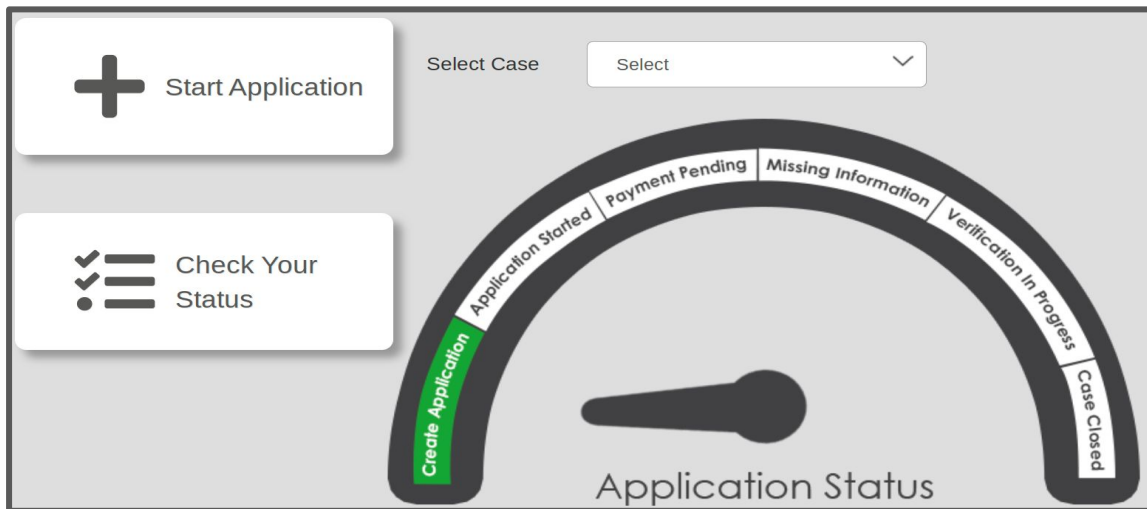 Start Application
Select Case
Select
Check Your
Status
Create Application
Application Started
Payment Pending
Missing Information
Verification In Progress
Case Closed
Application Status